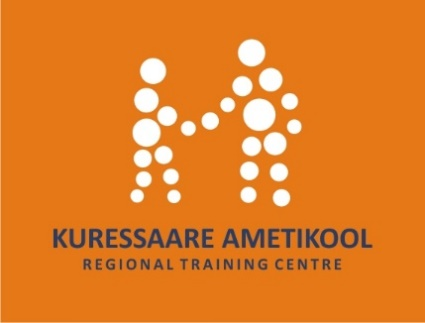 KURESSAARE AMETIKOOL
REGIONAL TRAINING CENTRE